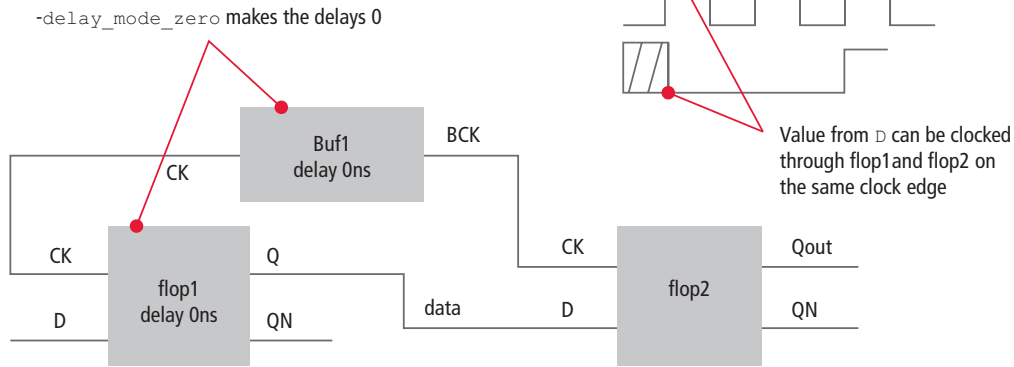 -delay_mode_zero makes the delays 0
Value from D can be clocked
through flop1and flop2 on
the same clock edge
Buf1
delay 0ns
BCK
CK
CK
Q
flop1
delay 0ns
D
QN
data
CK
D
flop2
Qout
QN